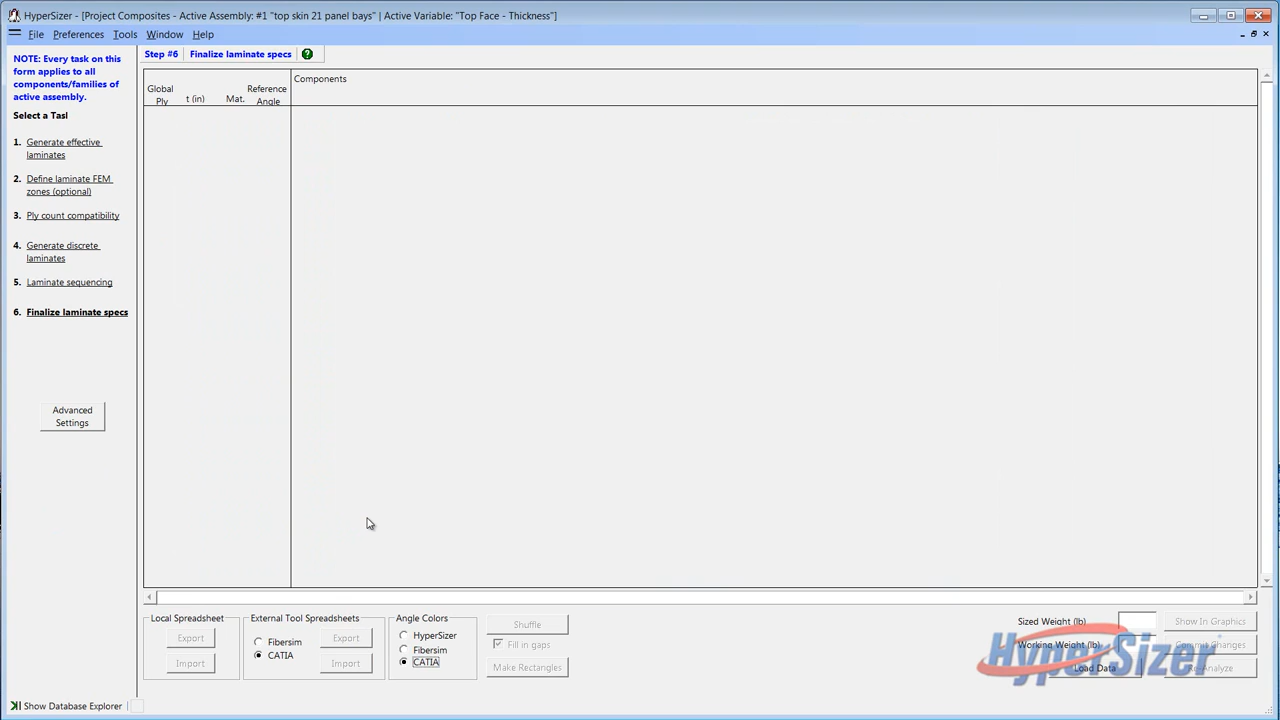 HyperSizer - [Project Composites - Active Assembly: #1 "top skin 21 panel bays" | Active Variable: "Top Face - Thickness"]
File Preferences Tools Window Help
NOTE: Every task on this
form applies to all
components/families of
active assembly.
Select a Tasl
1. Generate effective
laminates
2. Define laminate FEM
zones (optional)
3. Ply count compatibility
4. Generate discrete
laminates
5. Laminate sequencing
6. Finalize laminate specs
Advanced
Settings
Step #6 Finalize laminate specs
Global
Ply
t (in)
Mat.
Reference
Angle
Components
Local Spreadsheet
Export
Import
External Tool Spreadsheets
Fibersim
CATIA
Export
Import
Angle Colors
HyperSizer
Fibersim
CATIA
Shuffle
Fill in gaps
Make Rectangles
Sized Weight (lb)
Working Weight (lb)
Load Data
Show In Graphics
Commit Changes
Re-Analyze
HyperSizer
Show Database Explorer